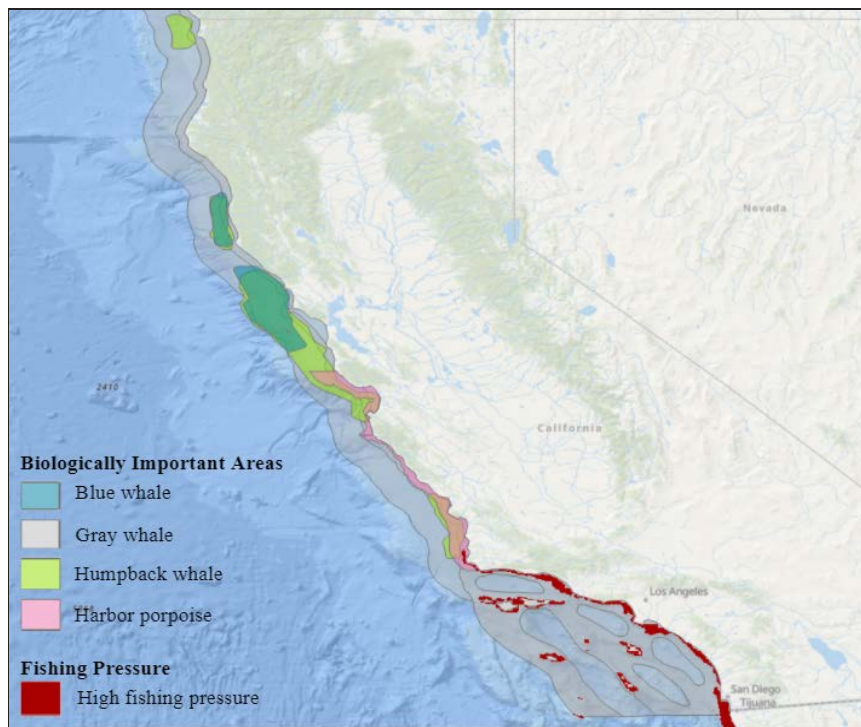 Nevada
2410
California
Biologically Important Areas
Blue whale
Gray whale
Humpback whale
Los Angeles
Harbor porpoise
Fishing Pressure
High fishing pressure
San Diego
Tijuana